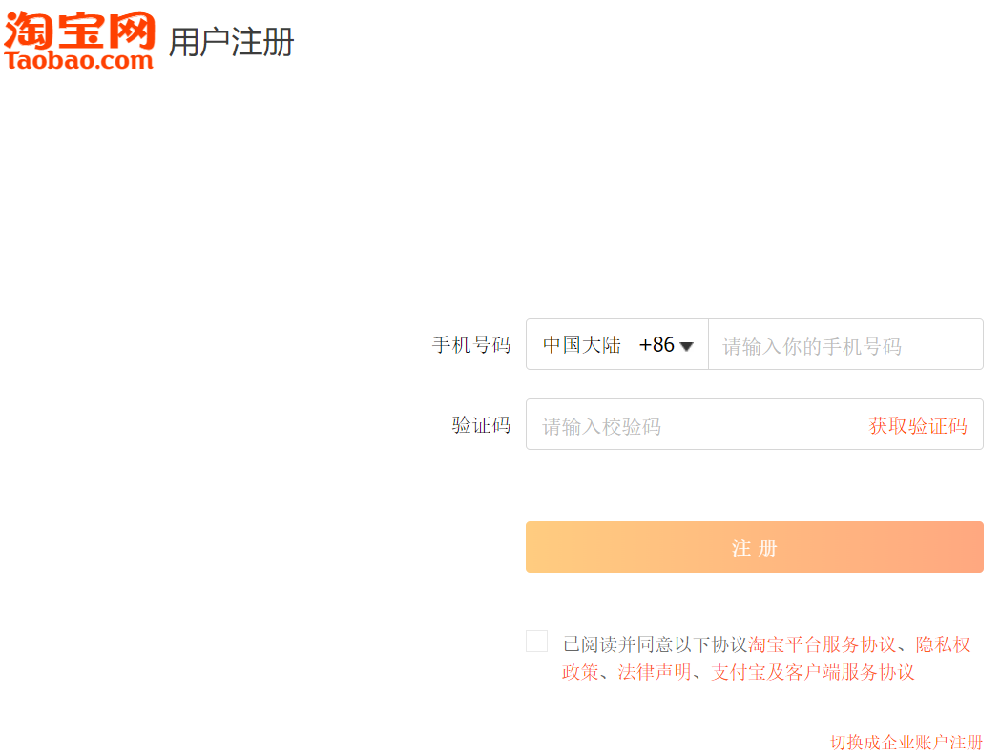 淘宝网
Taobao.com
用户注册
手机号码 中国大陆 +86 请输入你的手机号码
验证码 请输入校验码 获取验证码
注 册
已阅读并同意以下协议淘宝平台服务协议、隐私权
政策、法律声明、支付宝及客户端服务协议
切换成企业账户注册